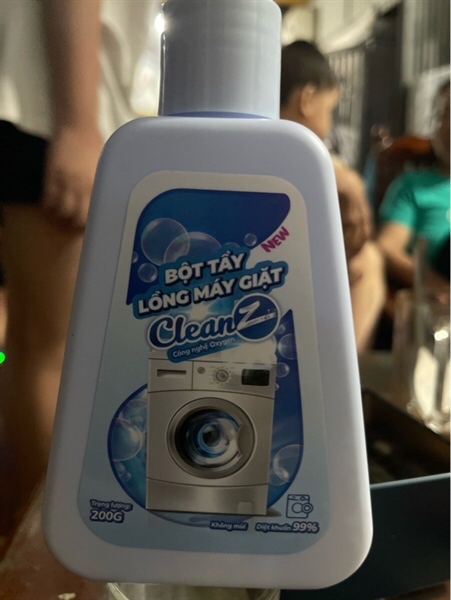 NEW
BỘT TẨY
LỒNG MÁY GIẶT
CleanZ
Công nghệ Oxygen
Trọng lượng:
200G
Không mùi
Diệt khuẩn 99%